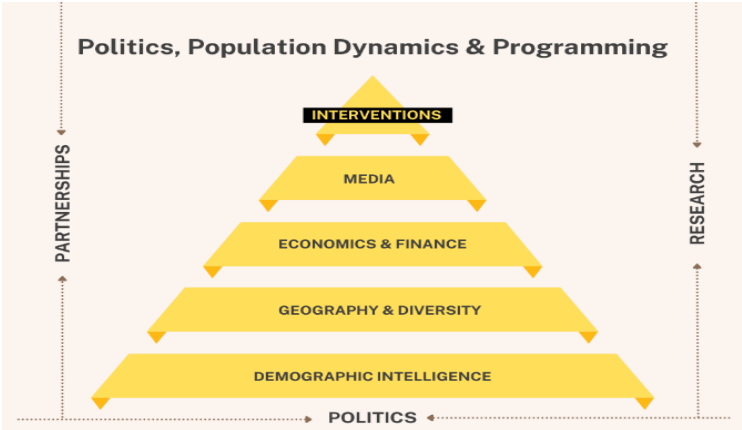 Politics, Population Dynamics & Programming
INTERVENTIONS
MEDIA
ECONOMICS & FINANCE
GEOGRAPHY & DIVERSITY
DEMOGRAPHIC INTELLIGENCE
PARTNERSHIPS
RESEARCH
POLITICS